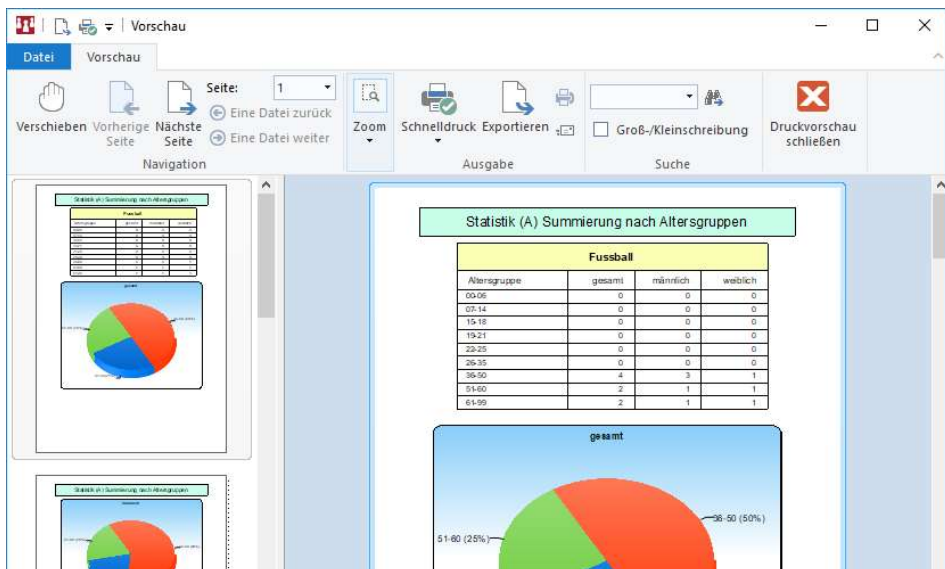 Vorschau
Datei Vorschau
Verschieben
Vorherige Seite
Nächste Seite
Seite: 1
Eine Datei zurück
Eine Datei weiter
Navigation
Zoom
Schnelldruck
Exportieren
Ausgabe
Groß-/Kleinschreibung
Suche
Druckvorschau schließen
Statistik (A) Summierung nach Altersgruppen
Fussball
gesamt
Statistik (A) Summierung nach Altersgruppen
Statistik (A) Summierung nach Altersgruppen
Fussball
Altersgruppe gesamt männlich weiblich
00-06 0 0 0
07-14 0 0 0
15-18 0 0 0
19-21 0 0 0
22-25 0 0 0
26-35 0 0 0
36-50 4 3 1
51-60 2 1 1
61-99 2 1 1
gesamt
36-50 (50%)
51-60 (25%)